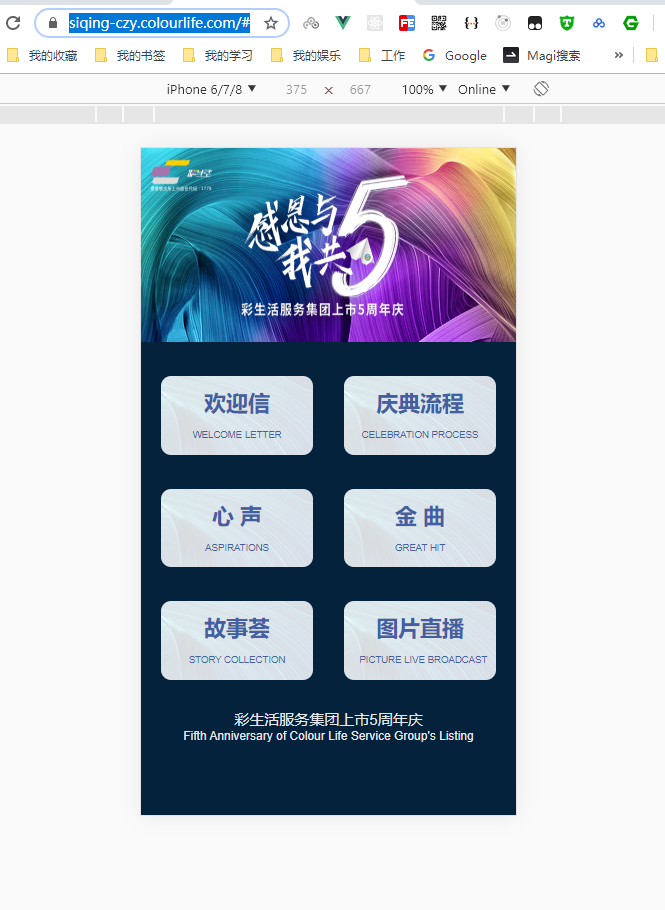 siqing-czy.colourlife.com/#
我的收藏 我的书签 我的学习 我的娱乐 工作 Google Magi搜索 »
iPhone 6/7/8 ▼ 375 × 667 100% ▼ Online ▼
彩生活
感恩与
我共5
彩生活服务集团上市5周年庆
欢迎信
WELCOME LETTER
庆典流程
CELEBRATION PROCESS
心 声
ASPIRATIONS
金 曲
GREAT HIT
故事荟
STORY COLLECTION
图片直播
PICTURE LIVE BROADCAST
彩生活服务集团上市5周年庆
Fifth Anniversary of Colour Life Service Group's Listing